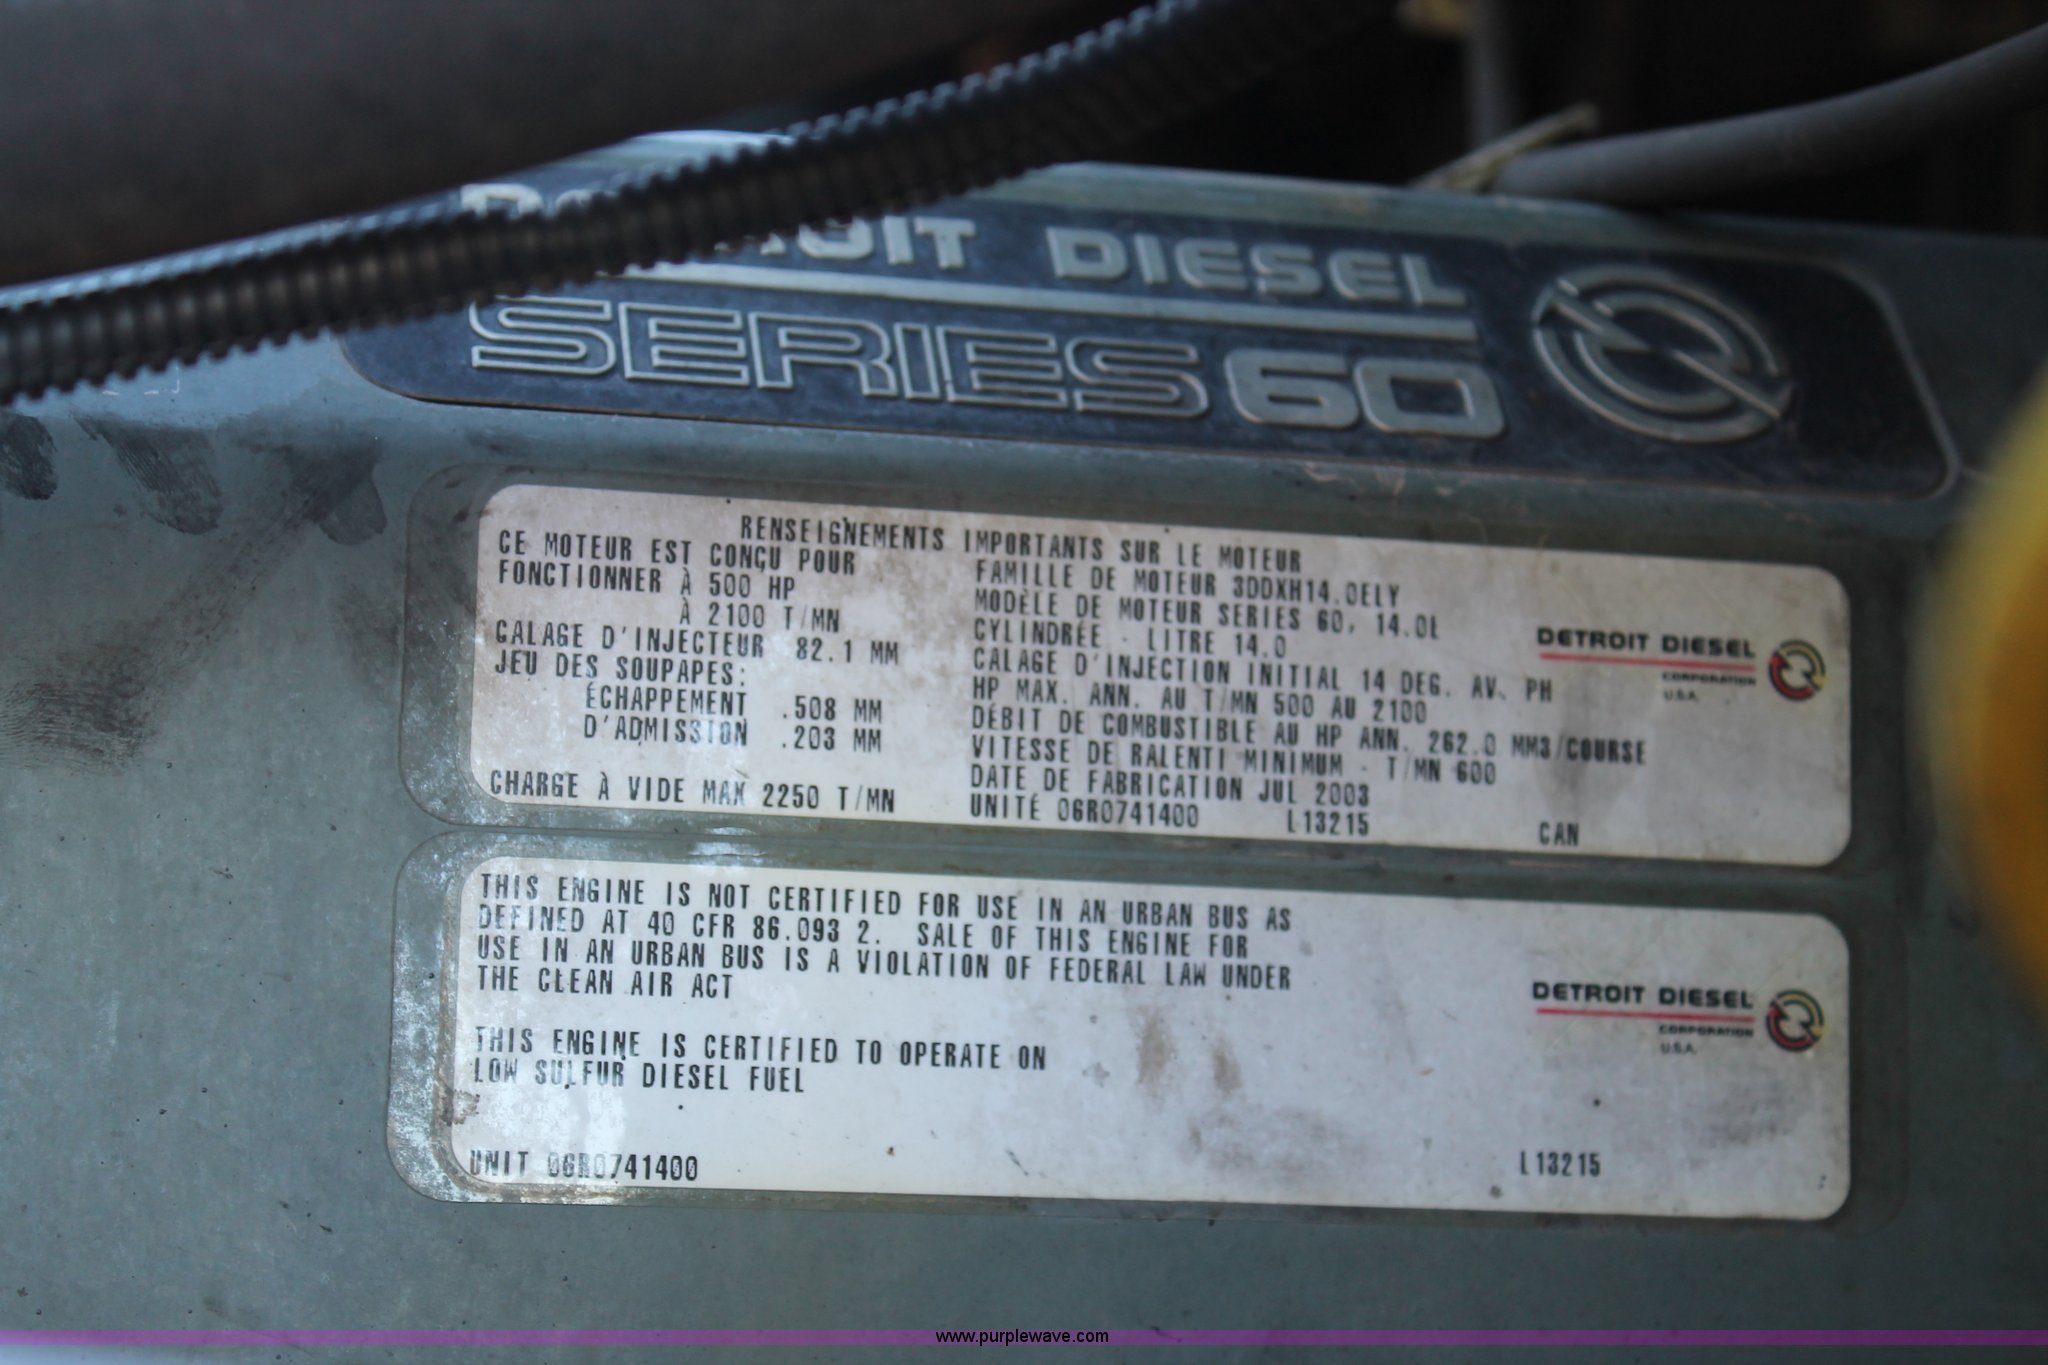 DETROIT DIESEL
SERIES 60
RENSEIGNEMENTS IMPORTANTS SUR LE MOTEUR
CE MOTEUR EST CONÇU POUR
FONCTIONNER À 500 HP
À 2100 T/MN
CALAGE D'INJECTEUR 82.1 MM
JEU DES SOUPAPES:
ÉCHAPPEMENT .508 MM
D'ADMISSION .203 MM
CHARGE À VIDE MAX 2250 T/MN
FAMILLE DE MOTEUR 3DDXH14.0ELY
MODÈLE DE MOTEUR SERIES 60, 14.0L
CYLINDRÉE - LITRE 14.0
CALAGE D'INJECTION INITIAL 14 DEG. AV. PH
HP MAX. ANN. AU T/MN 500 AU 2100
DÉBIT DE COMBUSTIBLE AU HP ANN. 262.0 MM3/COURSE
VITESSE DE RALENTI MINIMUM - T/MN 600
DATE DE FABRICATION JUL 2003
UNITÉ 06R0741400 L13215 CAN
DETROIT DIESEL
CORPORATION
U.S.A.
THIS ENGINE IS NOT CERTIFIED FOR USE IN AN URBAN BUS AS
DEFINED AT 40 CFR 86.093 2. SALE OF THIS ENGINE FOR
USE IN AN URBAN BUS IS A VIOLATION OF FEDERAL LAW UNDER
THE CLEAN AIR ACT
THIS ENGINE IS CERTIFIED TO OPERATE ON
LOW SULFUR DIESEL FUEL
DETROIT DIESEL
CORPORATION
U.S.A.
UNIT 06R0741400 L13215
www.purplewave.com